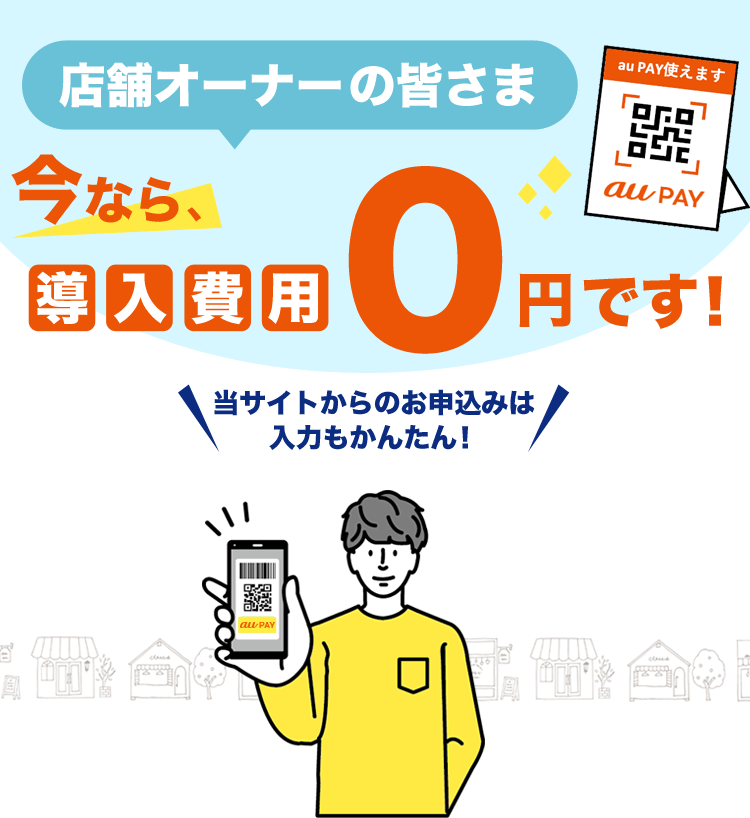 店舗オーナーの皆さま
au PAY使えます
au PAY
今なら、
導入費用0円です!
当サイトからのお申込みは
入力もかんたん!
au PAY